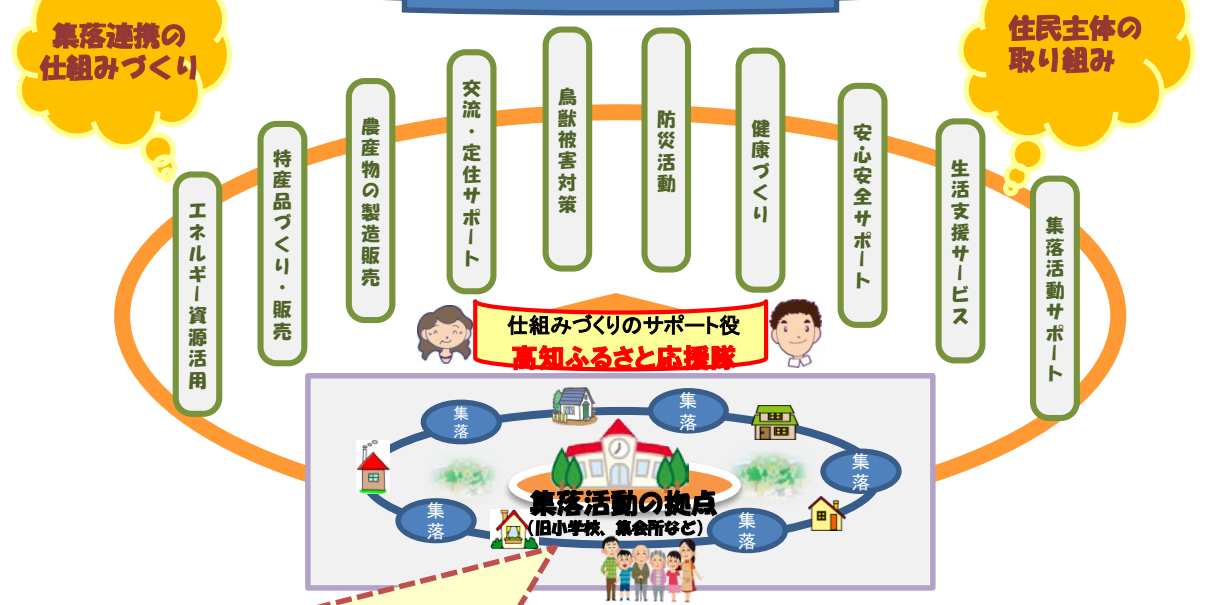 集落連携の
仕組みづくり
住民主体の
取り組み
エネルギー資源活用
特産品づくり・販売
農産物の製造販売
交流・定住サポート
鳥獣被害対策
防災活動
健康づくり
安心安全サポート
生活支援サービス
集落活動サポート
仕組みづくりのサポート役
高知ふるさと応援隊
集落
集落
集落
集落
集落
集落活動の拠点
（旧小学校、集会所など）